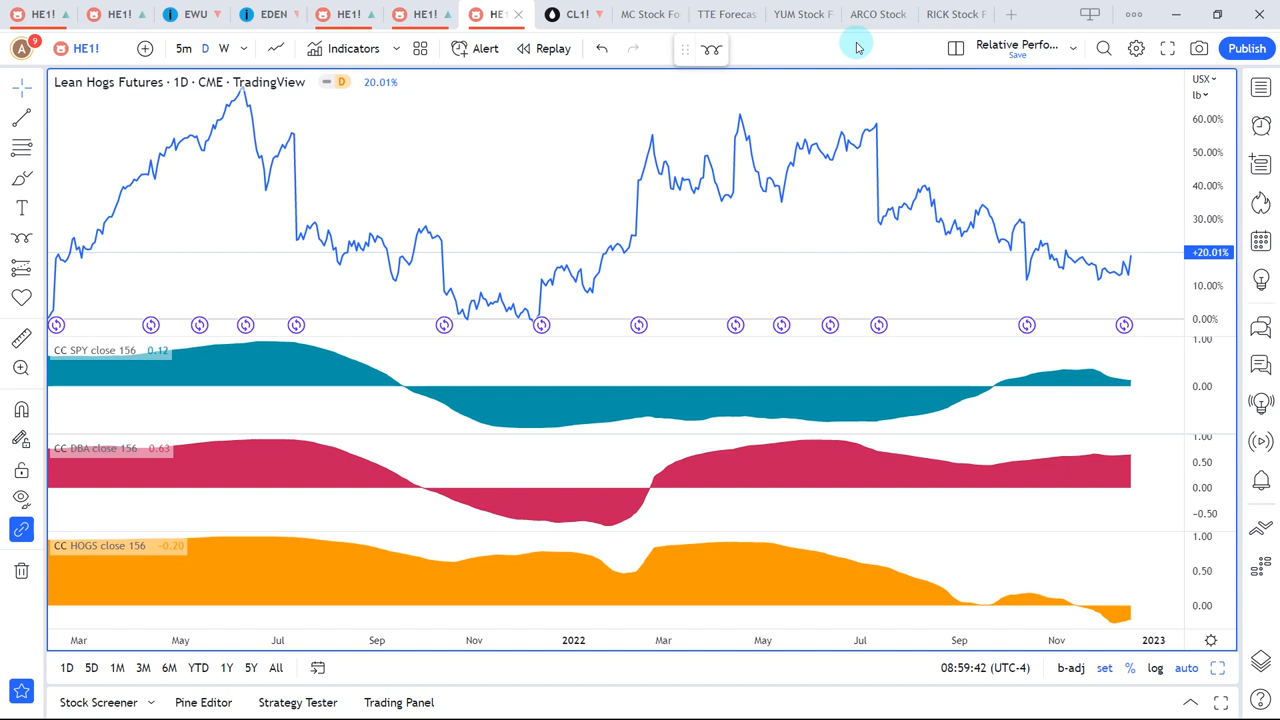 HE1! HE1! EWU EDEN HE1! HE1! HE1 CL1! MC Stock Fo TTE Forecas YUM Stock F ARCO Stock RICK Stock
A 9 HE1! 5m D W Indicators Alert Replay Relative Perfo... Save Publish
Lean Hogs Futures · 1D · CME · TradingView D 20.01%
USX
lb
60.00%
50.00%
40.00%
30.00%
+20.01%
10.00%
0.00%
CC SPY close 156 0.12
1.00
0.00
CC DBA close 156 0.63
1.00
0.50
0.00
−0.50
CC HOGS close 156 −0.20
1.00
0.50
0.00
Mar May Jul Sep Nov 2022 Mar May Jul Sep Nov 2023
1D 5D 1M 3M 6M YTD 1Y 5Y All 08:59:42 (UTC-4) b-adj set % log auto
Stock Screener Pine Editor Strategy Tester Trading Panel